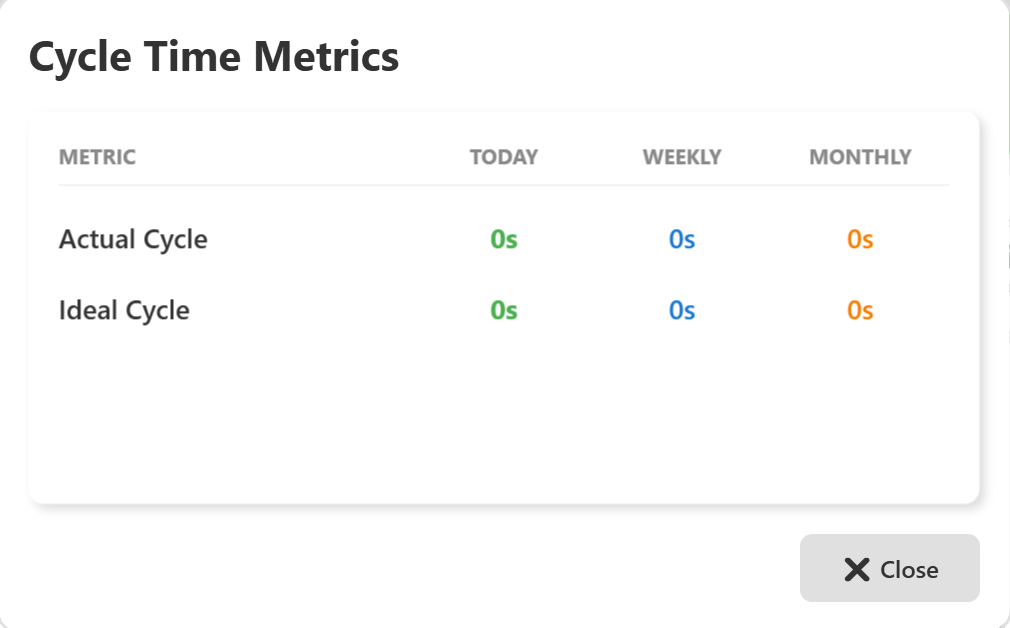 Cycle Time Metrics
METRIC TODAY WEEKLY MONTHLY
Actual Cycle 0s 0s 0s
Ideal Cycle 0s 0s 0s
Close